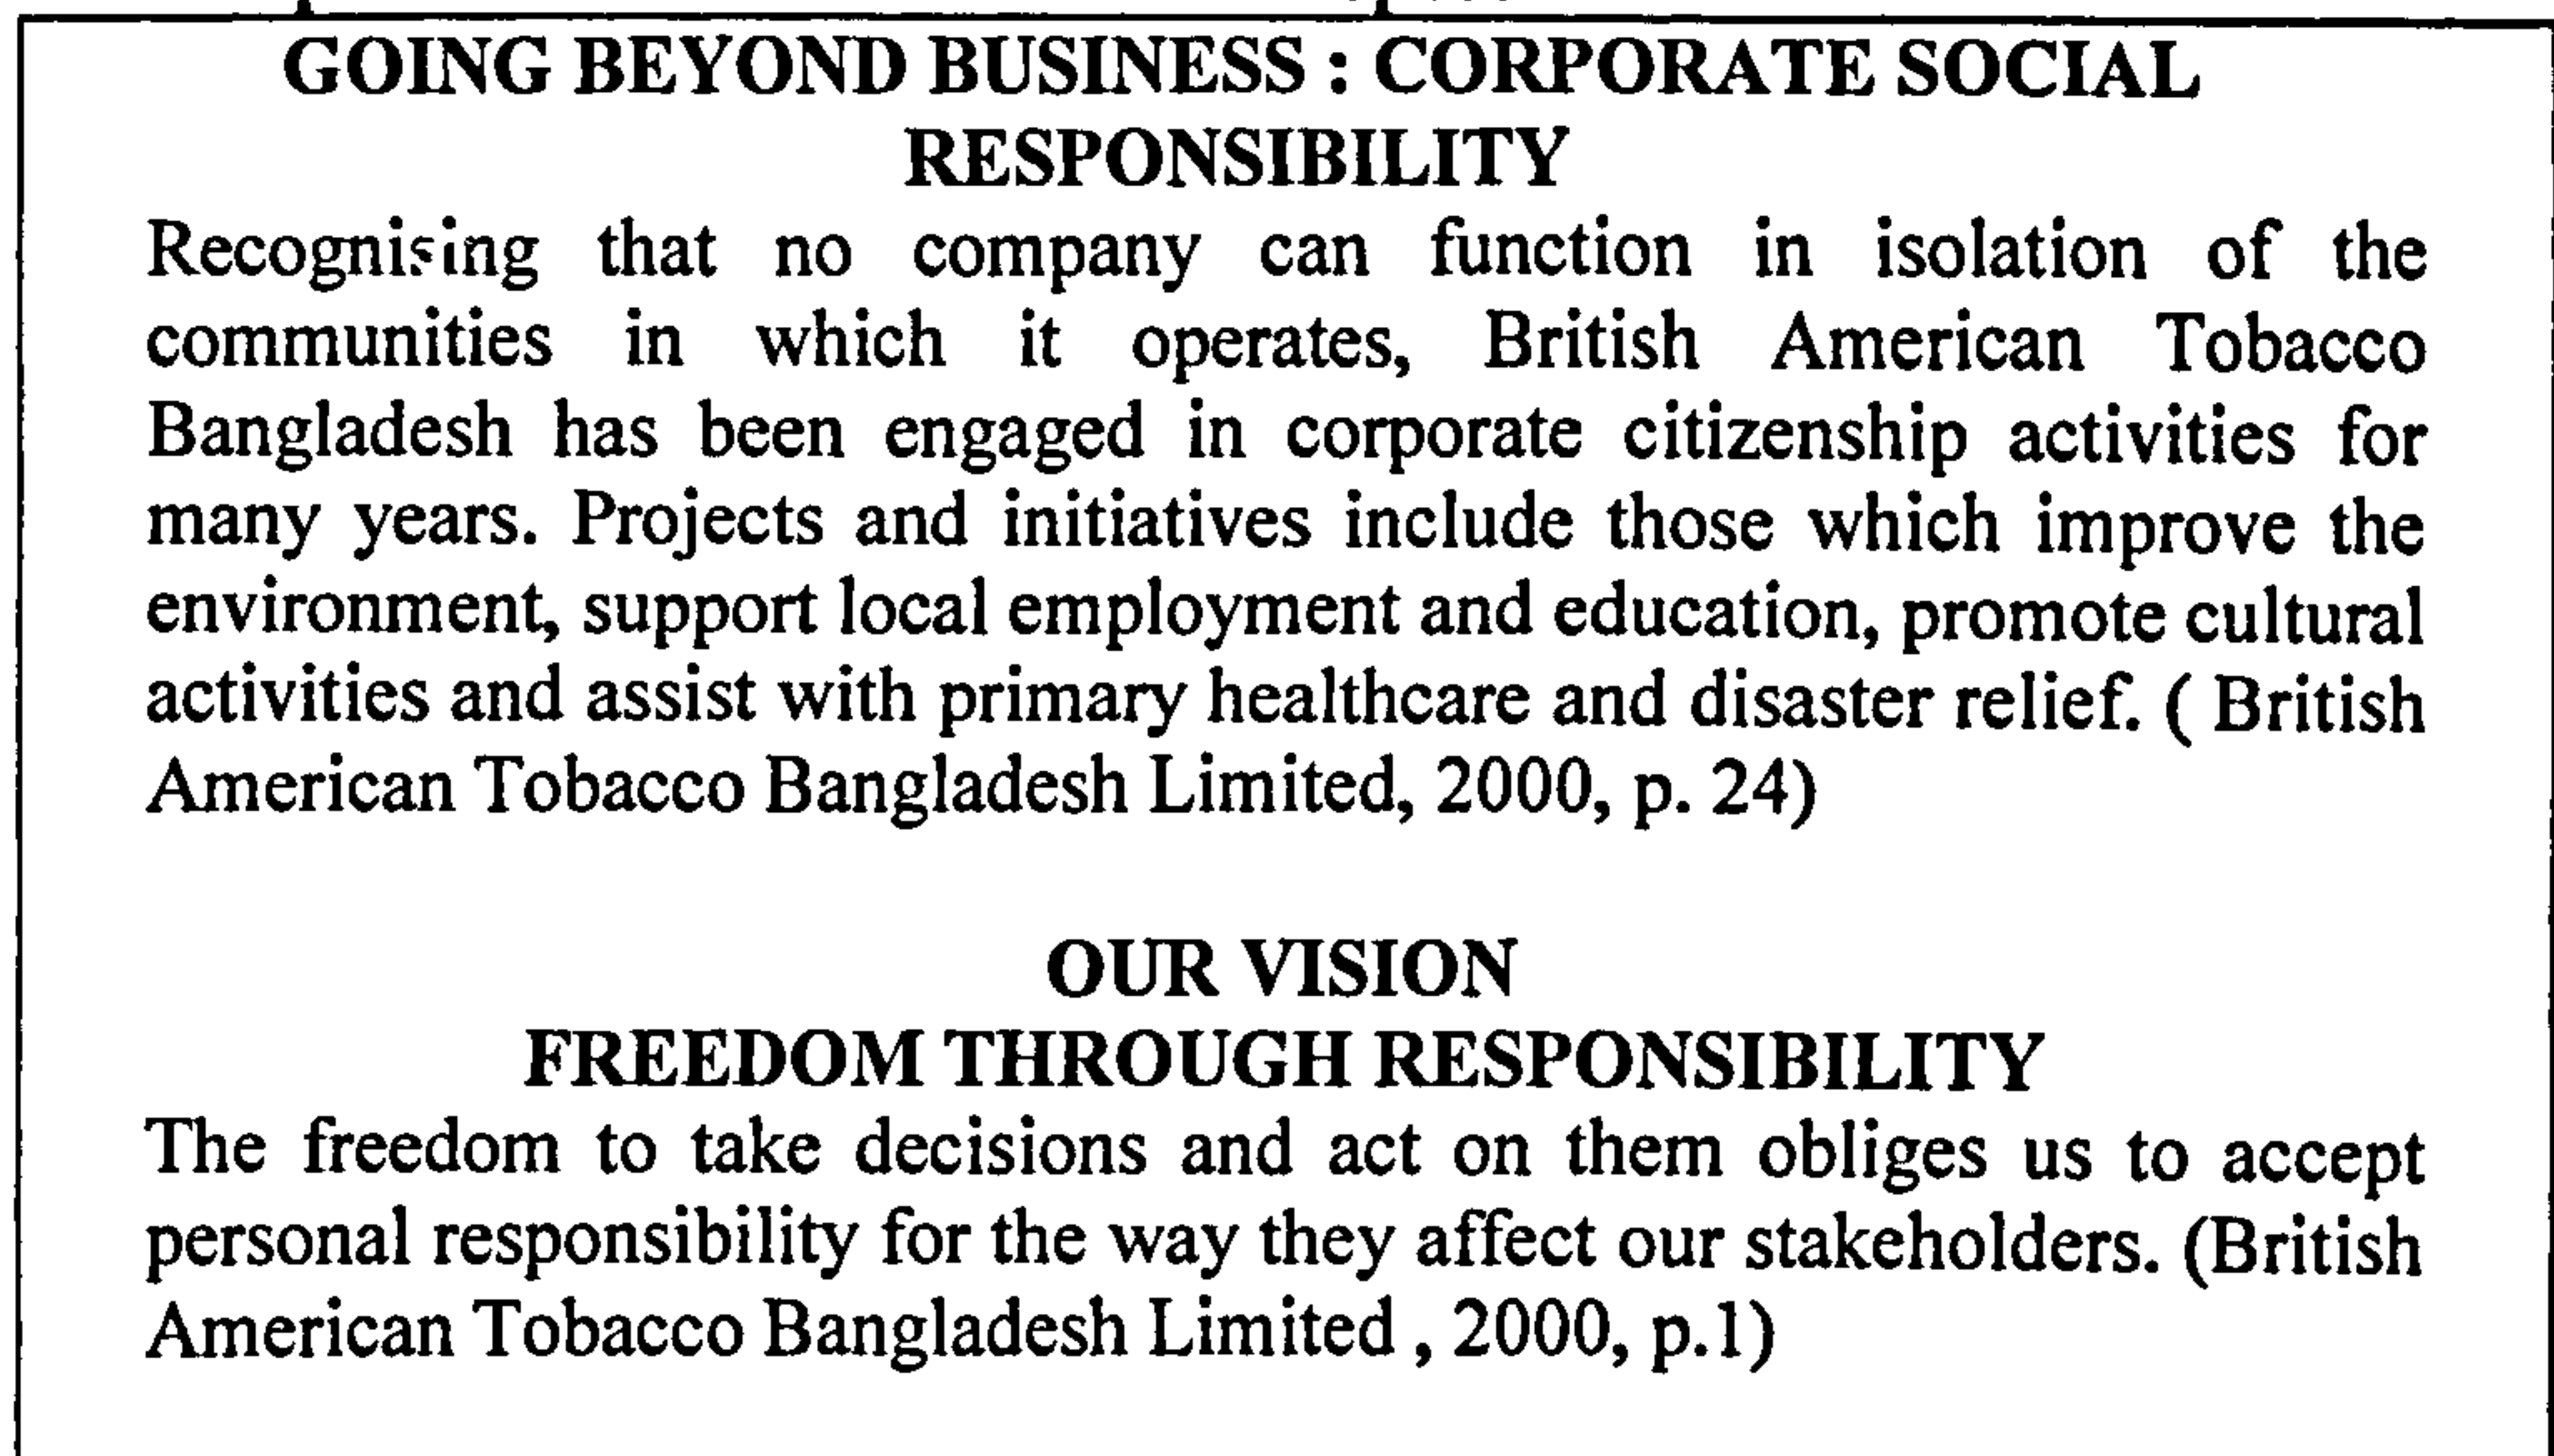 GOING BEYOND BUSINESS : CORPORATE SOCIAL
RESPONSIBILITY
Recognising that no company can function in isolation of the
communities in which it operates, British American Tobacco
Bangladesh has been engaged in corporate citizenship activities for
many years. Projects and initiatives include those which improve the
environment, support local employment and education, promote cultural
activities and assist with primary healthcare and disaster relief. ( British
American Tobacco Bangladesh Limited, 2000, p. 24)
OUR VISION
FREEDOM THROUGH RESPONSIBILITY
The freedom to take decisions and act on them obliges us to accept
personal responsibility for the way they affect our stakeholders. (British
American Tobacco Bangladesh Limited , 2000, p.1)